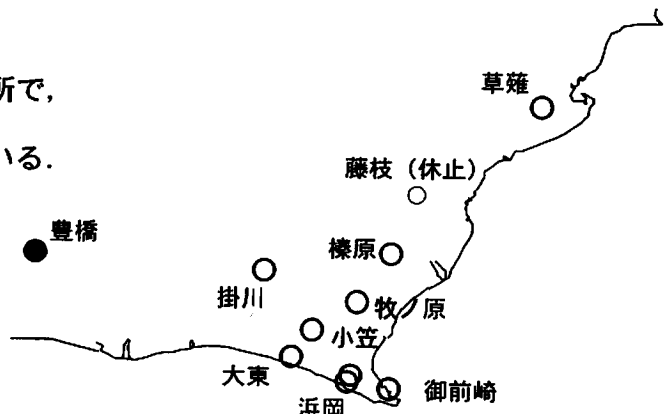 所で，
いる．
草薙
藤枝（休止）
豊橋
榛原
掛川
牧ノ原
小笠
大東
御前崎
浜岡